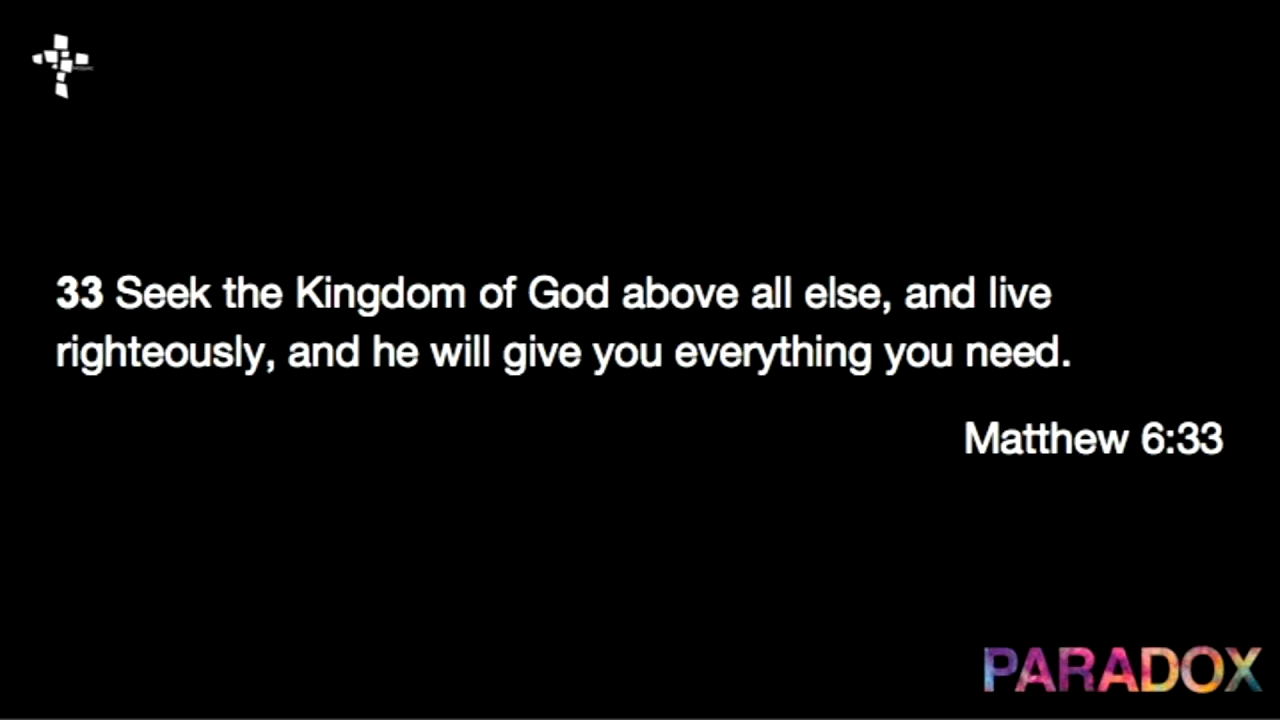 33 Seek the Kingdom of God above all else, and live
righteously, and he will give you everything you need.
Matthew 6:33
PARADOX